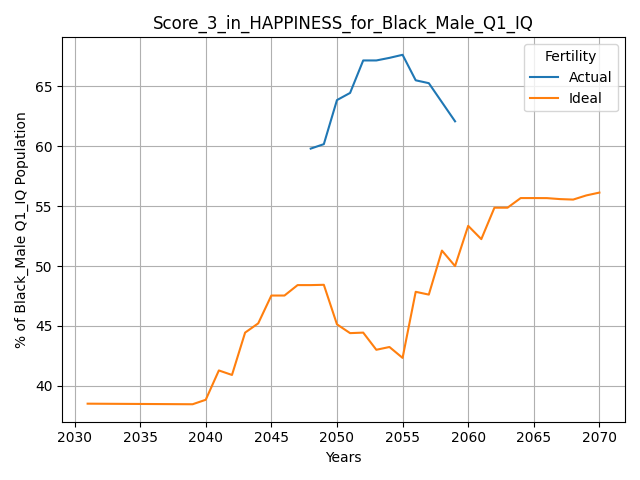 Score_3_in_HAPPINESS_for_Black_Male_Q1_IQ
Fertility
Actual
Ideal
% of Black_Male Q1_IQ Population
65
60
55
50
45
40
2030 2035 2040 2045 2050 2055 2060 2065 2070
Years